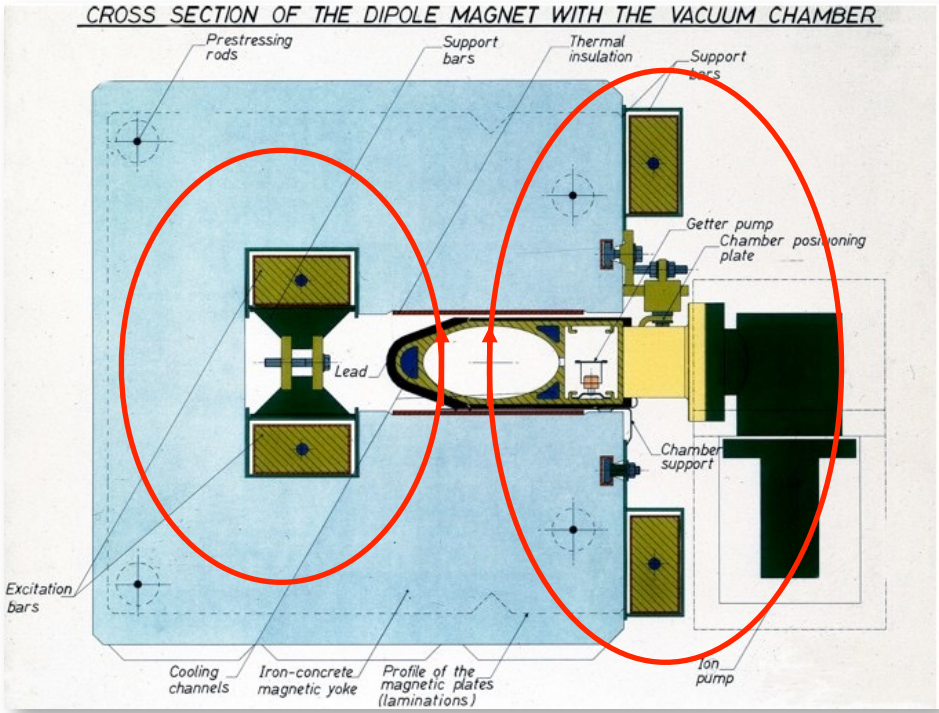 CROSS SECTION OF THE DIPOLE MAGNET WITH THE VACUUM CHAMBER
Prestressing
rods
Support
bars
Thermal
insulation
Support
bars
Getter pump
Chamber positioning
plate
Lead
Chamber
support
Excitation
bars
Cooling
channels
Iron-concrete
magnetic yoke
Profile of the
magnetic plates
(laminations)
Ion
pump